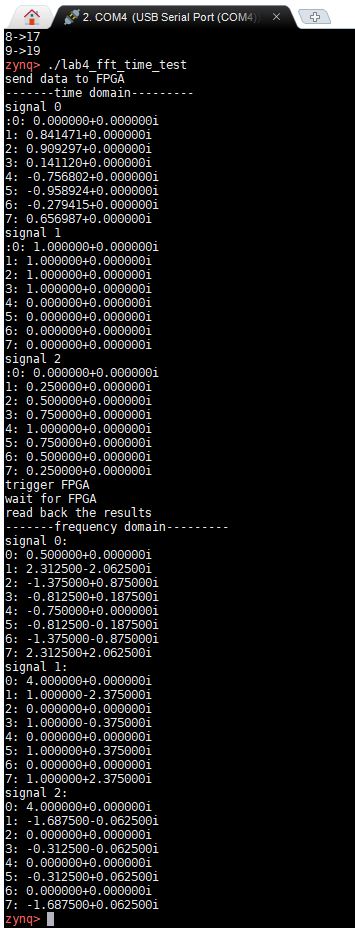 2. COM4 (USB Serial Port (COM4))
8->17
9->19
zynq> ./lab4_fft_time_test
send data to FPGA
-------time domain---------
signal 0
:0: 0.000000+0.000000i
1: 0.841471+0.000000i
2: 0.909297+0.000000i
3: 0.141120+0.000000i
4: -0.756802+0.000000i
5: -0.958924+0.000000i
6: -0.279415+0.000000i
7: 0.656987+0.000000i
signal 1
:0: 1.000000+0.000000i
1: 1.000000+0.000000i
2: 1.000000+0.000000i
3: 1.000000+0.000000i
4: 0.000000+0.000000i
5: 0.000000+0.000000i
6: 0.000000+0.000000i
7: 0.000000+0.000000i
signal 2
:0: 0.000000+0.000000i
1: 0.250000+0.000000i
2: 0.500000+0.000000i
3: 0.750000+0.000000i
4: 1.000000+0.000000i
5: 0.750000+0.000000i
6: 0.500000+0.000000i
7: 0.250000+0.000000i
trigger FPGA
wait for FPGA
read back the results
-------frequency domain---------
signal 0:
0: 0.500000+0.000000i
1: 2.312500-2.062500i
2: -1.375000+0.875000i
3: -0.812500+0.187500i
4: -0.750000+0.000000i
5: -0.812500-0.187500i
6: -1.375000-0.875000i
7: 2.312500+2.062500i
signal 1:
0: 4.000000+0.000000i
1: 1.000000-2.375000i
2: 0.000000+0.000000i
3: 1.000000-0.375000i
4: 0.000000+0.000000i
5: 1.000000+0.375000i
6: 0.000000+0.000000i
7: 1.000000+2.375000i
signal 2:
0: 4.000000+0.000000i
1: -1.687500-0.062500i
2: 0.000000+0.000000i
3: -0.312500-0.062500i
4: 0.000000+0.000000i
5: -0.312500+0.062500i
6: 0.000000+0.000000i
7: -1.687500+0.062500i
zynq>